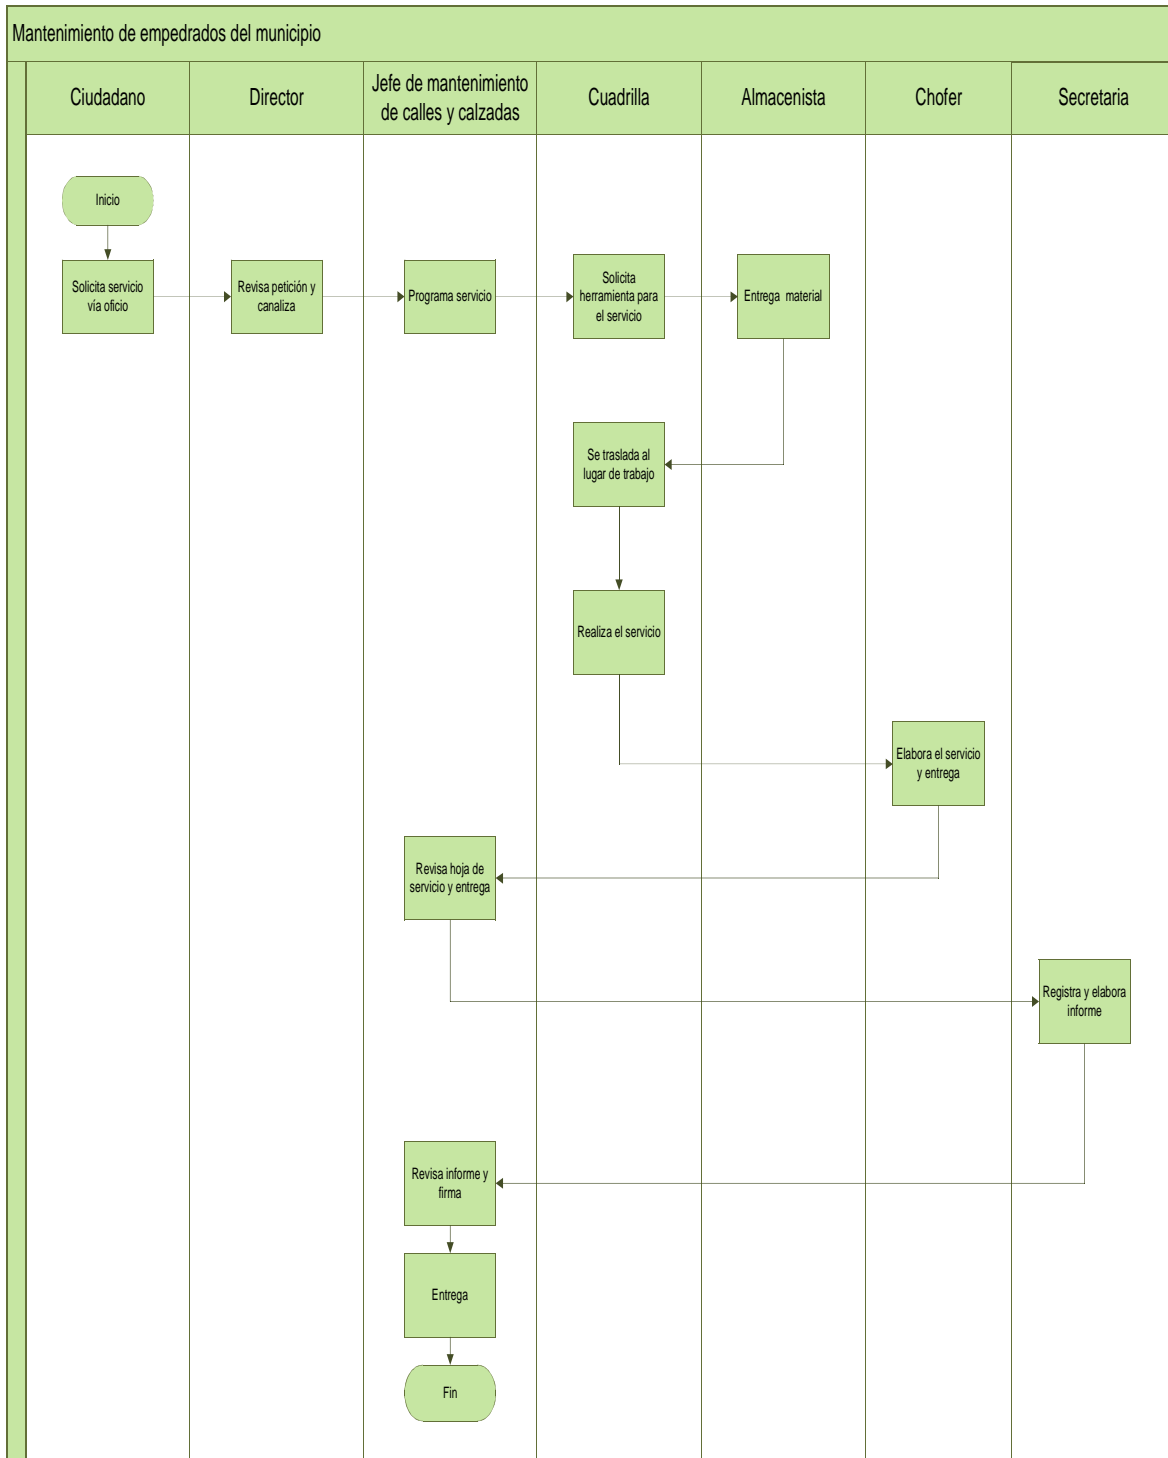 Mantenimiento de empedrados del municipio
Ciudadano
Director
Jefe de mantenimiento
de calles y calzadas
Cuadrilla
Almacenista
Chofer
Secretaria
Inicio
Solicita servicio
vía oficio
Revisa petición y
canaliza
Programa servicio
Solicita
herramienta para
el servicio
Entrega material
Se traslada al
lugar de trabajo
Realiza el servicio
Elabora el servicio
y entrega
Revisa hoja de
servicio y entrega
Registra y elabora
informe
Revisa informe y
firma
Entrega
Fin